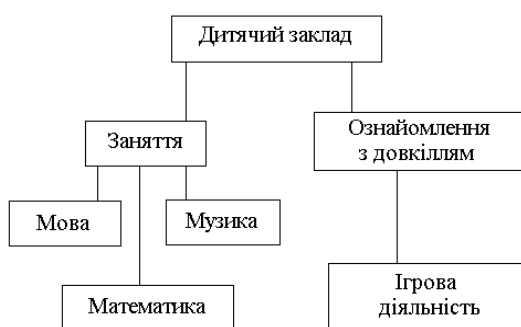 Дитячий заклад
Заняття
Ознайомлення
з довкіллям
Мова
Музика
Математика
Ігрова
діяльність